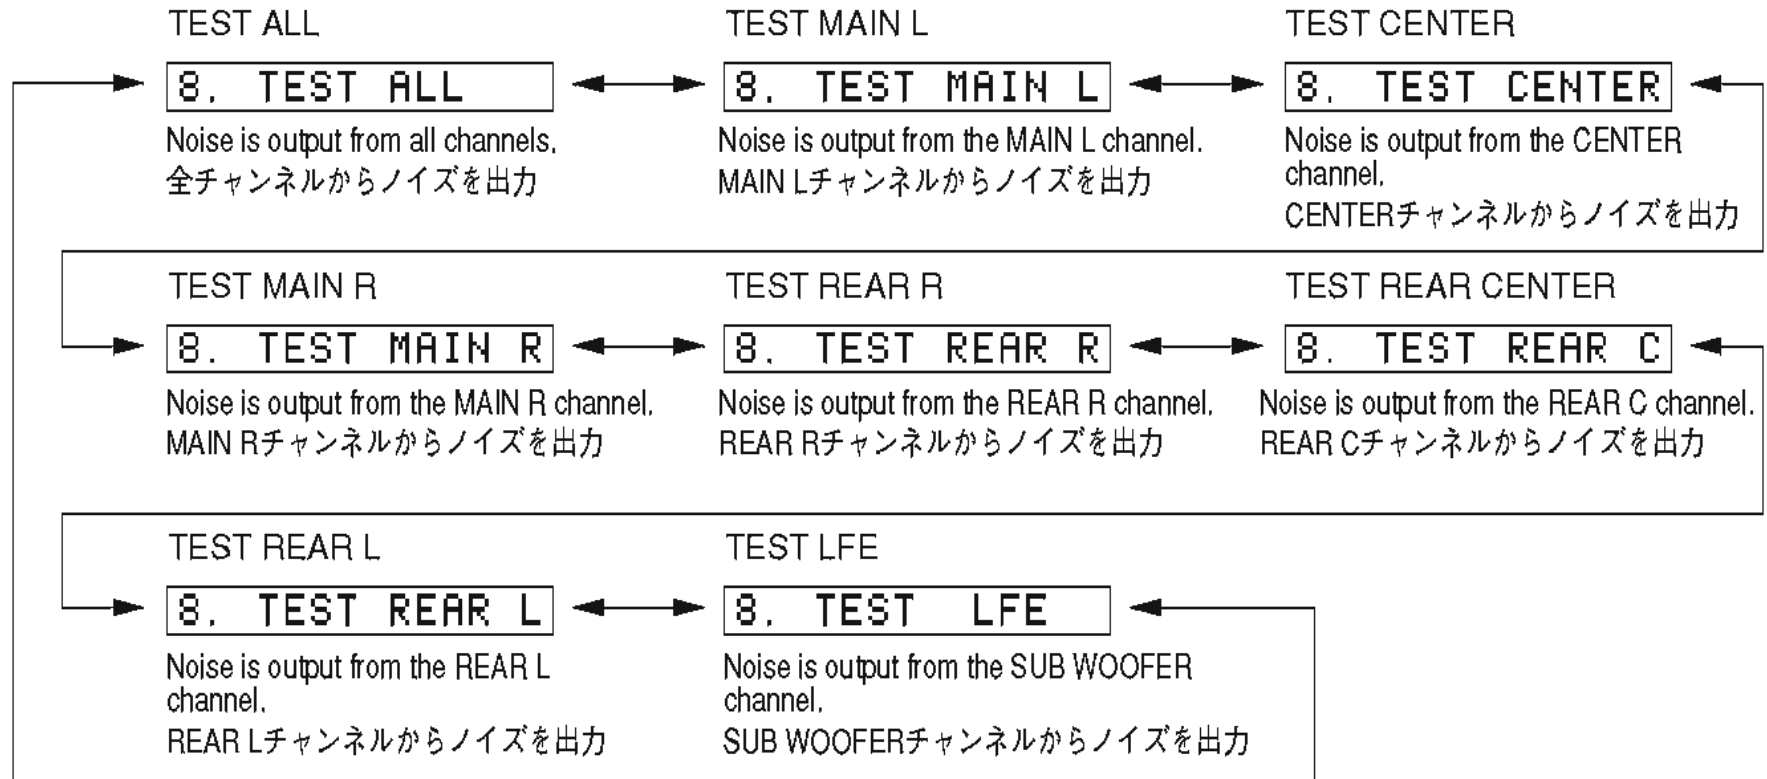 TEST ALL
TEST MAIN L
TEST CENTER
8. TEST ALL
8. TEST MAIN L
8. TEST CENTER
Noise is output from all channels.
全チャンネルからノイズを出力
Noise is output from the MAIN L channel.
MAIN Lチャンネルからノイズを出力
Noise is output from the CENTER
channel.
CENTERチャンネルからノイズを出力
TEST MAIN R
TEST REAR R
TEST REAR CENTER
8. TEST MAIN R
8. TEST REAR R
8. TEST REAR C
Noise is output from the MAIN R channel.
MAIN Rチャンネルからノイズを出力
Noise is output from the REAR R channel.
REAR Rチャンネルからノイズを出力
Noise is output from the REAR C channel.
REAR Cチャンネルからノイズを出力
TEST REAR L
TEST LFE
8. TEST REAR L
8. TEST LFE
Noise is output from the REAR L
channel.
REAR Lチャンネルからノイズを出力
Noise is output from the SUB WOOFER
channel.
SUB WOOFERチャンネルからノイズを出力